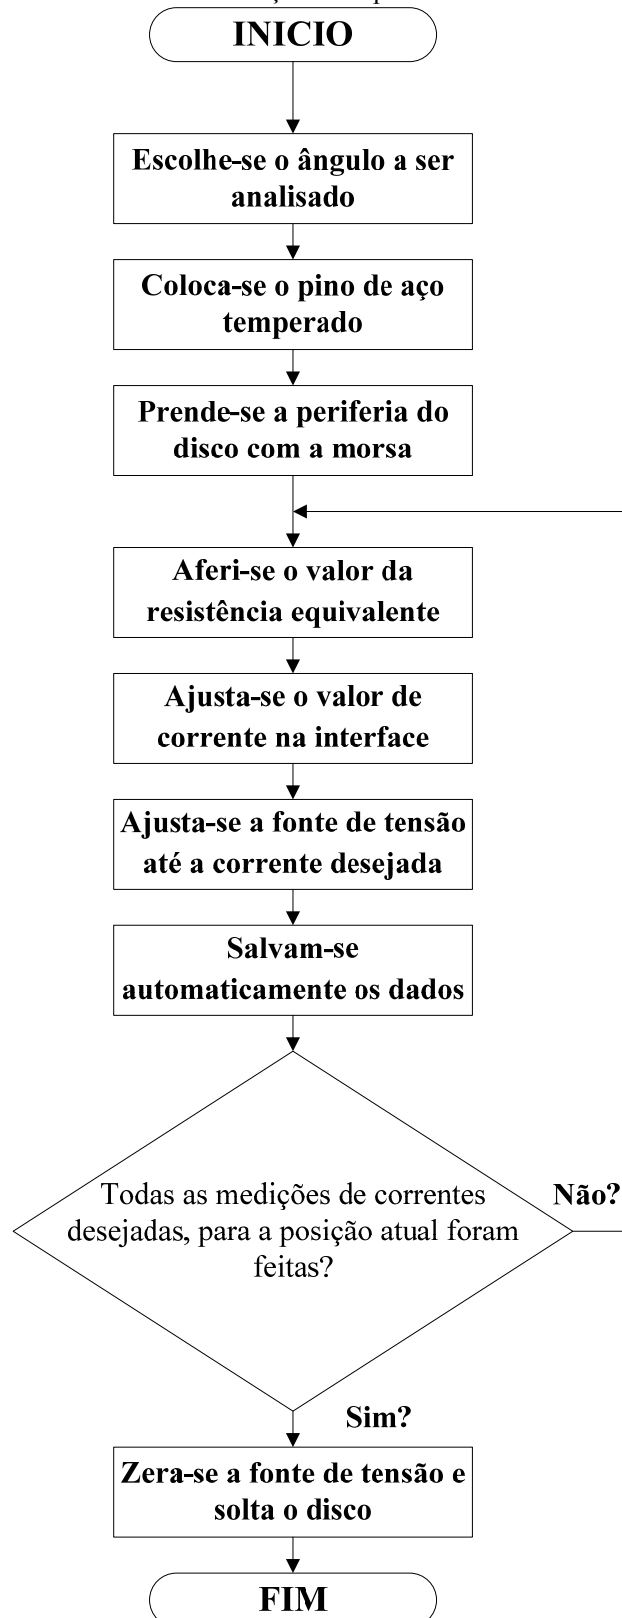 INICIO
Escolhe-se o ângulo a ser
analisado
Coloca-se o pino de aço
temperado
Prende-se a periferia do
disco com a morsa
Aferi-se o valor da
resistência equivalente
Ajusta-se o valor de
corrente na interface
Ajusta-se a fonte de tensão
até a corrente desejada
Salvam-se
automaticamente os dados
Todas as medições de correntes
desejadas, para a posição atual foram
feitas?
Não?
Sim?
Zera-se a fonte de tensão e
solta o disco
FIM